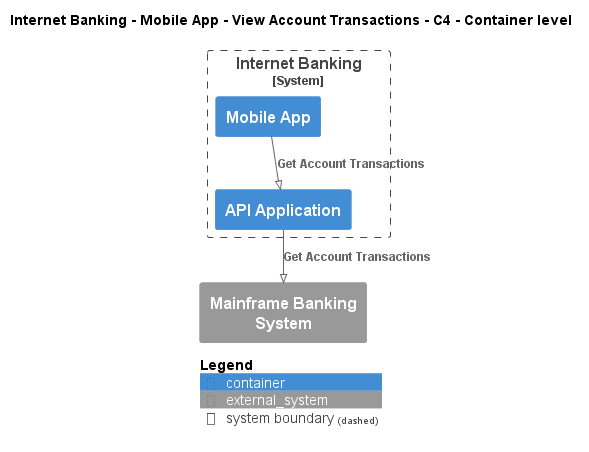 Internet Banking - Mobile App - View Account Transactions - C4 - Container level
Internet Banking
[System]
Mobile App
Get Account Transactions
API Application
Get Account Transactions
Mainframe Banking
System
Legend
container
external_system
system boundary (dashed)